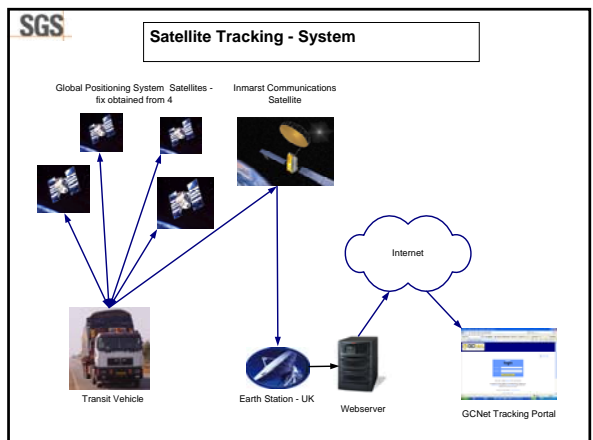 SGS
Satellite Tracking - System
Global Positioning System Satellites -
fix obtained from 4
Inmarst Communications
Satellite
Internet
Transit Vehicle
Earth Station - UK
Webserver
GCNet Tracking Portal